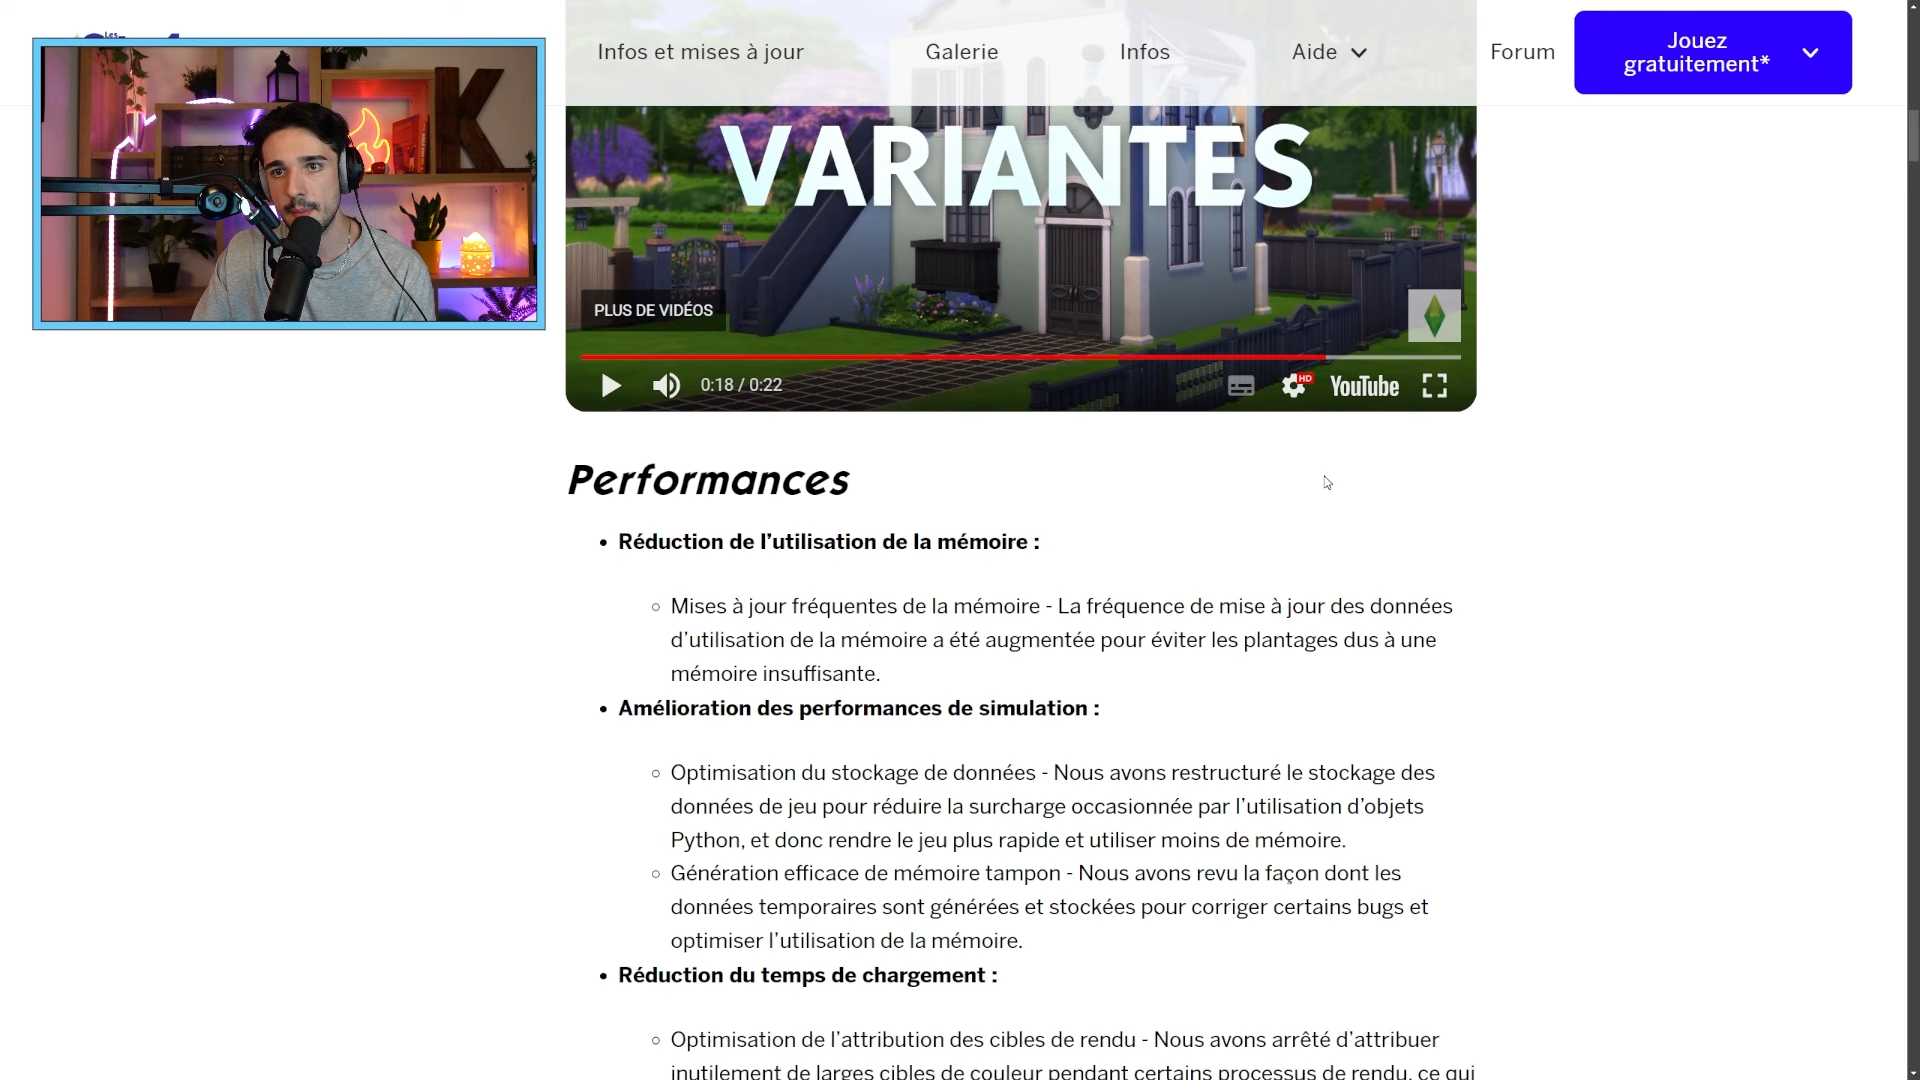 Les
Infos et mises à jour
Galerie
Infos
Aide
Forum
Jouez
gratuitement*
K
VARIANTES
PLUS DE VIDÉOS
0:18 / 0:22
HD
YouTube
Performances
• Réduction de l’utilisation de la mémoire :
○ Mises à jour fréquentes de la mémoire - La fréquence de mise à jour des données
d’utilisation de la mémoire a été augmentée pour éviter les plantages dus à une
mémoire insuffisante.
• Amélioration des performances de simulation :
○ Optimisation du stockage de données - Nous avons restructuré le stockage des
données de jeu pour réduire la surcharge occasionnée par l’utilisation d’objets
Python, et donc rendre le jeu plus rapide et utiliser moins de mémoire.
○ Génération efficace de mémoire tampon - Nous avons revu la façon dont les
données temporaires sont générées et stockées pour corriger certains bugs et
optimiser l’utilisation de la mémoire.
• Réduction du temps de chargement :
○ Optimisation de l’attribution des cibles de rendu - Nous avons arrêté d’attribuer
inutilement de larges cibles de couleur pendant certains processus de rendu, ce qui